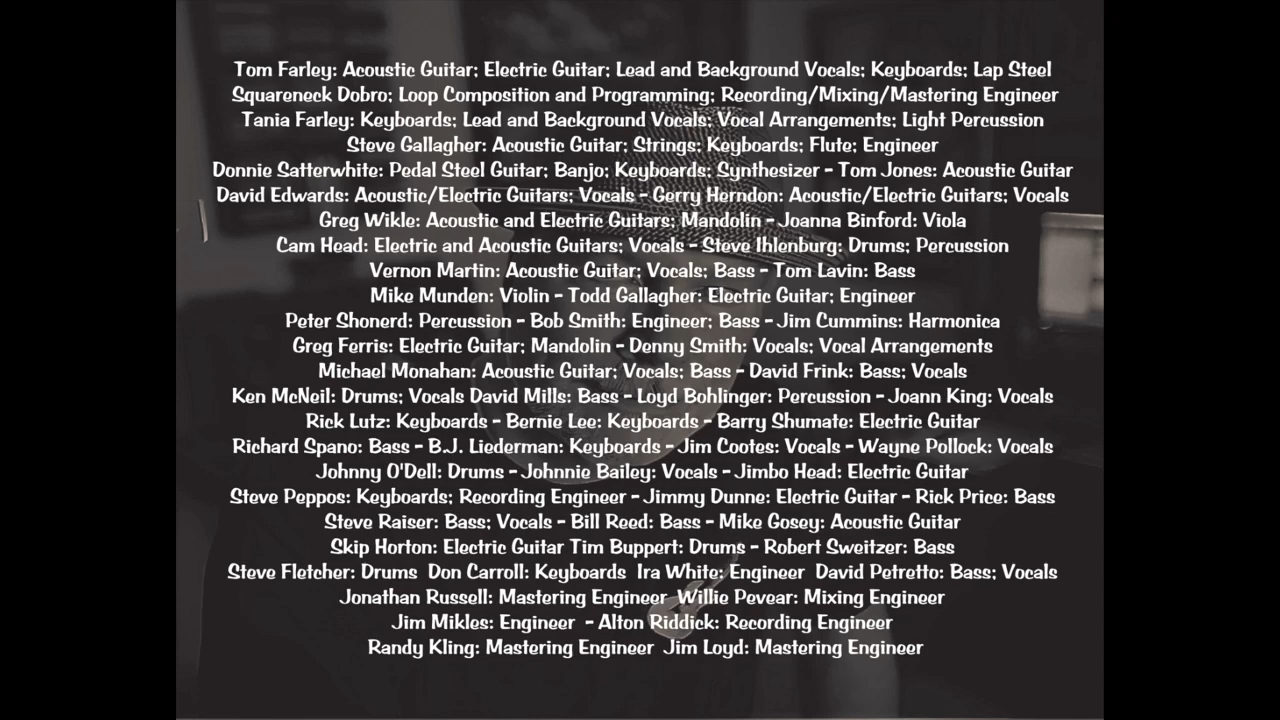 Tom Farley: Acoustic Guitar; Electric Guitar; Lead and Background Vocals; Keyboards; Lap Steel
Squareneck Dobro; Loop Composition and Programming; Recording/Mixing/Mastering Engineer
Tania Farley: Keyboards; Lead and Background Vocals; Vocal Arrangements; Light Percussion
Steve Gallagher: Acoustic Guitar; Strings; Keyboards; Flute; Engineer
Donnie Satterwhite: Pedal Steel Guitar; Banjo; Keyboards; Synthesizer - Tom Jones: Acoustic Guitar
David Edwards: Acoustic/Electric Guitars; Vocals - Gerry Herndon: Acoustic/Electric Guitars; Vocals
Greg Wikle: Acoustic and Electric Guitars; Mandolin - Joanna Binford: Viola
Cam Head: Electric and Acoustic Guitars; Vocals - Steve Ihlenburg: Drums; Percussion
Vernon Martin: Acoustic Guitar; Vocals; Bass - Tom Lavin: Bass
Mike Munden: Violin - Todd Gallagher: Electric Guitar; Engineer
Peter Shonerd: Percussion - Bob Smith: Engineer; Bass - Jim Cummins: Harmonica
Greg Ferris: Electric Guitar; Mandolin - Denny Smith: Vocals; Vocal Arrangements
Michael Monahan: Acoustic Guitar; Vocals; Bass - David Frink: Bass; Vocals
Ken McNeil: Drums; Vocals David Mills: Bass - Loyd Bohlinger: Percussion - Joann King: Vocals
Rick Lutz: Keyboards - Bernie Lee: Keyboards - Barry Shumate: Electric Guitar
Richard Spano: Bass - B.J. Liederman: Keyboards - Jim Cootes: Vocals - Wayne Pollock: Vocals
Johnny O'Dell: Drums - Johnnie Bailey: Vocals - Jimbo Head: Electric Guitar
Steve Peppos: Keyboards; Recording Engineer - Jimmy Dunne: Electric Guitar - Rick Price: Bass
Steve Raiser: Bass; Vocals - Bill Reed: Bass - Mike Gosey: Acoustic Guitar
Skip Horton: Electric Guitar Tim Buppert: Drums - Robert Sweitzer: Bass
Steve Fletcher: Drums  Don Carroll: Keyboards  Ira White: Engineer  David Petretto: Bass; Vocals
Jonathan Russell: Mastering Engineer  Willie Pevear: Mixing Engineer
Jim Mikles: Engineer  - Alton Riddick: Recording Engineer
Randy Kling: Mastering Engineer  Jim Loyd: Mastering Engineer